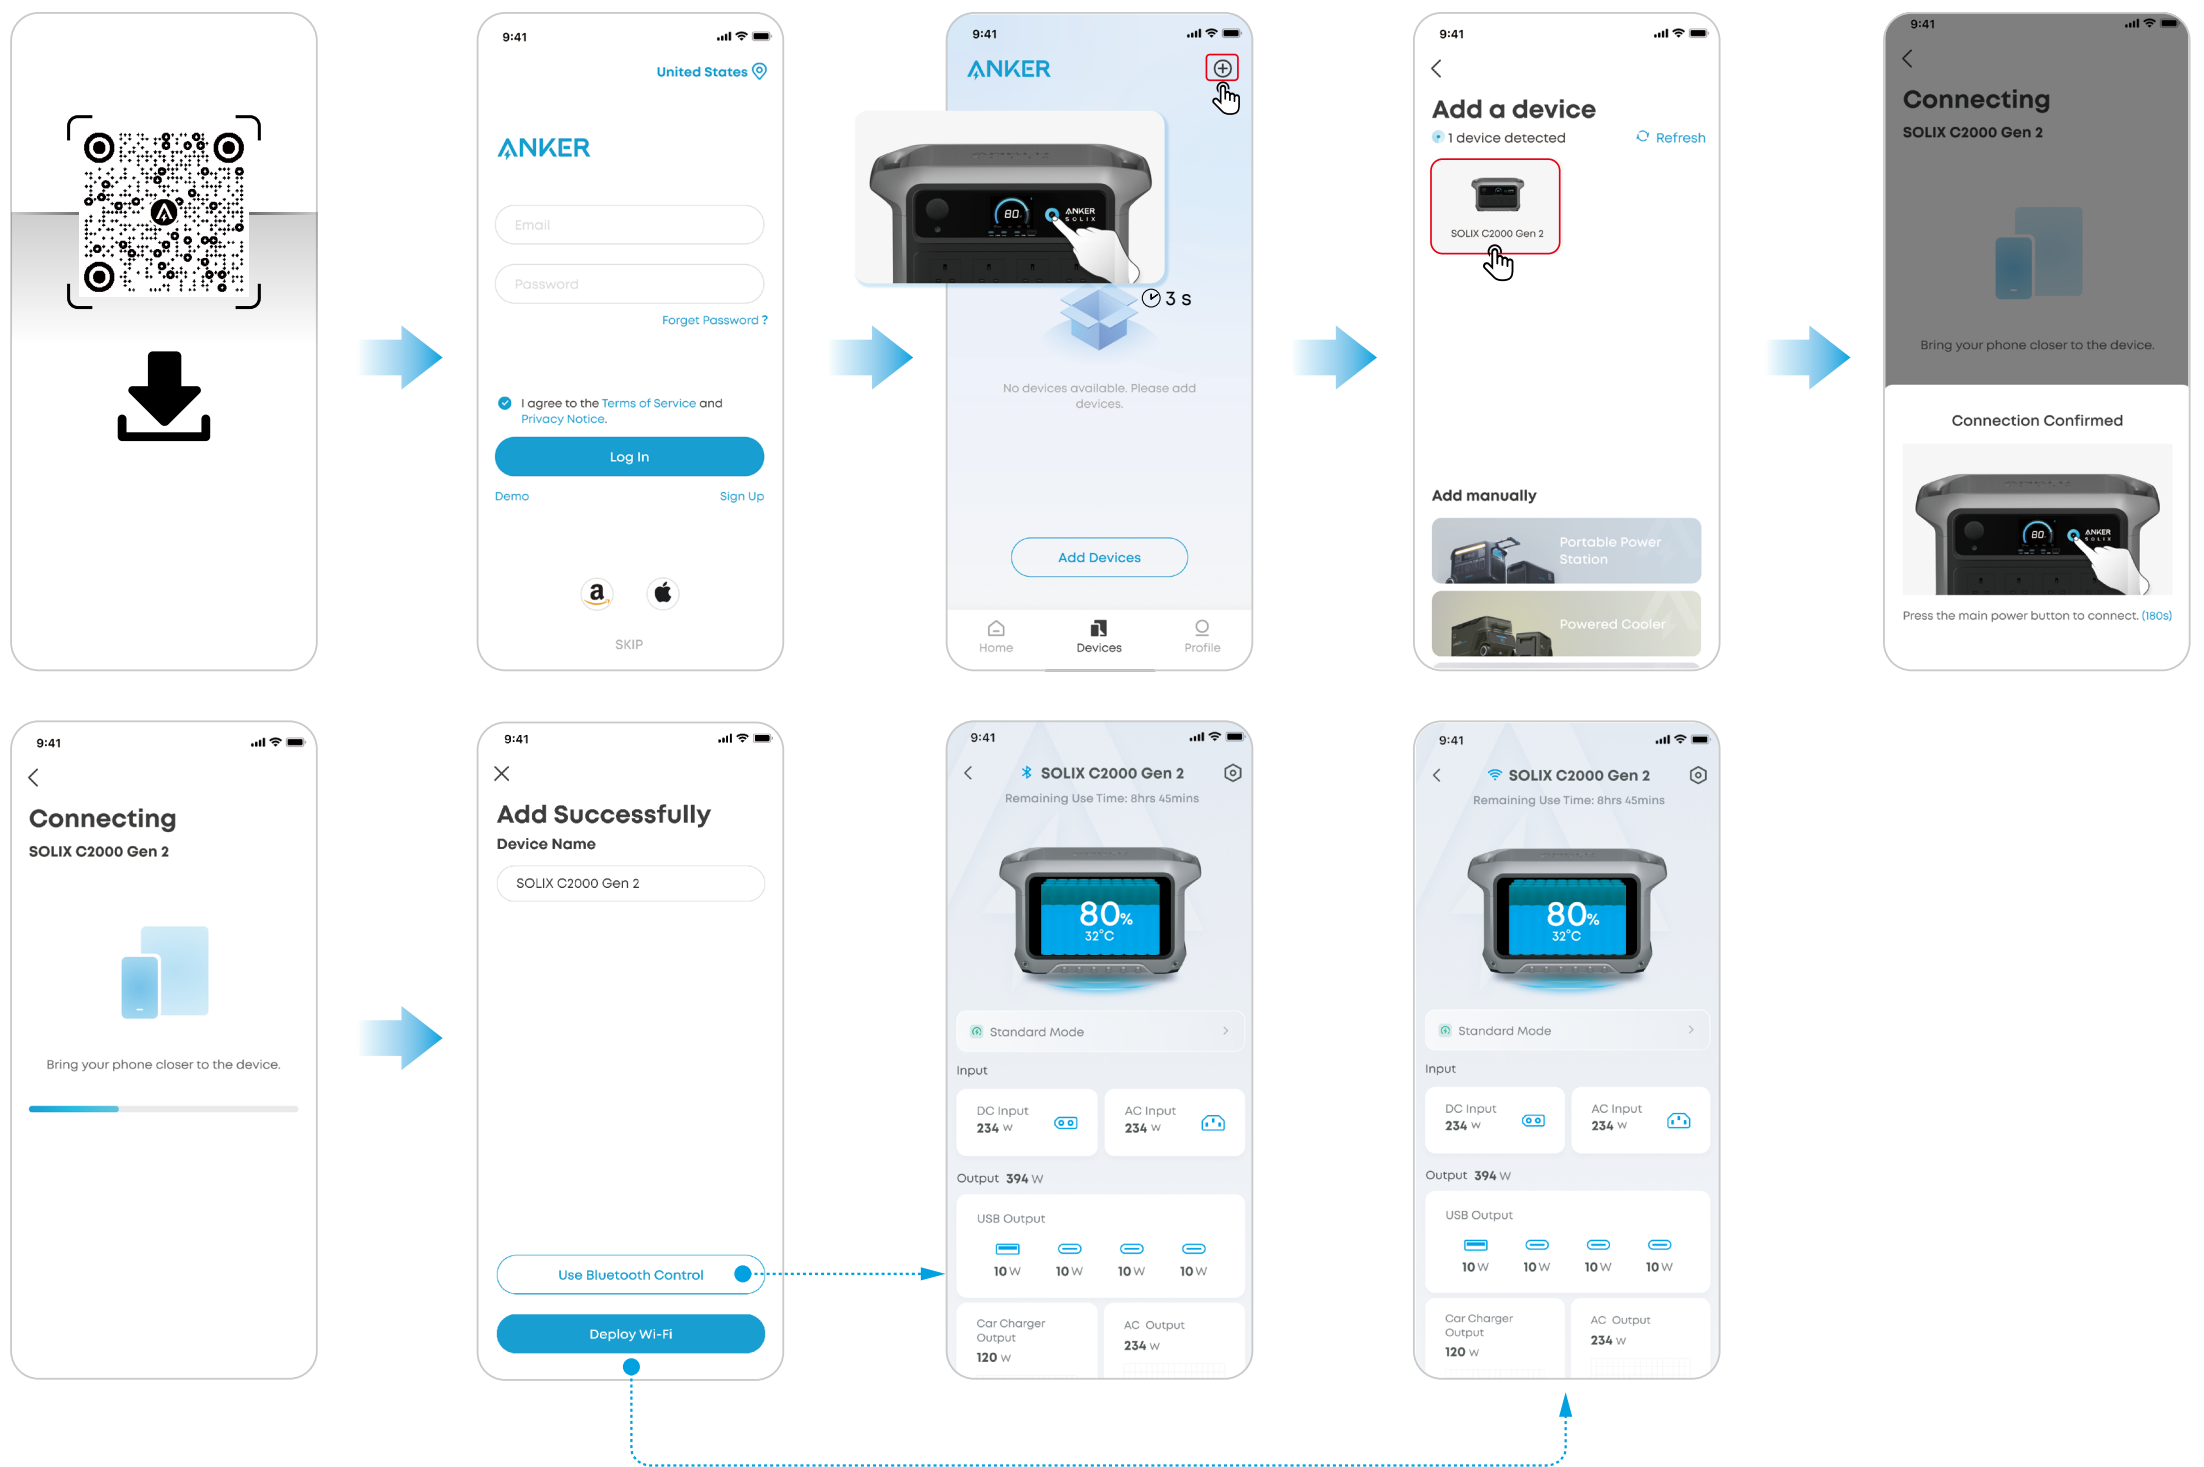 9:41
United States
ANKER
Email
Password
Forget Password ?
I agree to the Terms of Service and
Privacy Notice.
Log In
Demo
Sign Up
a
SKIP
9:41
ANKER
80%
ANKER
SOLIX
3 s
No devices available. Please add
devices.
Add Devices
Home
Devices
Profile
9:41
Add a device
1 device detected
Refresh
SOLIX C2000 Gen 2
Add manually
Portable Power
Station
Powered Cooler
9:41
Connecting
SOLIX C2000 Gen 2
Bring your phone closer to the device.
Connection Confirmed
80%
ANKER
SOLIX
Press the main power button to connect. (180s)
9:41
Connecting
SOLIX C2000 Gen 2
Bring your phone closer to the device.
9:41
Add Successfully
Device Name
SOLIX C2000 Gen 2
Use Bluetooth Control
Deploy Wi-Fi
9:41
SOLIX C2000 Gen 2
Remaining Use Time: 8hrs 45mins
80%
32°C
Standard Mode
Input
DC Input
234 W
AC Input
234 W
Output 394 W
USB Output
10 W
10 W
10 W
10 W
Car Charger
Output
120 W
AC Output
234 W
9:41
SOLIX C2000 Gen 2
Remaining Use Time: 8hrs 45mins
80%
32°C
Standard Mode
Input
DC Input
234 W
AC Input
234 W
Output 394 W
USB Output
10 W
10 W
10 W
10 W
Car Charger
Output
120 W
AC Output
234 W